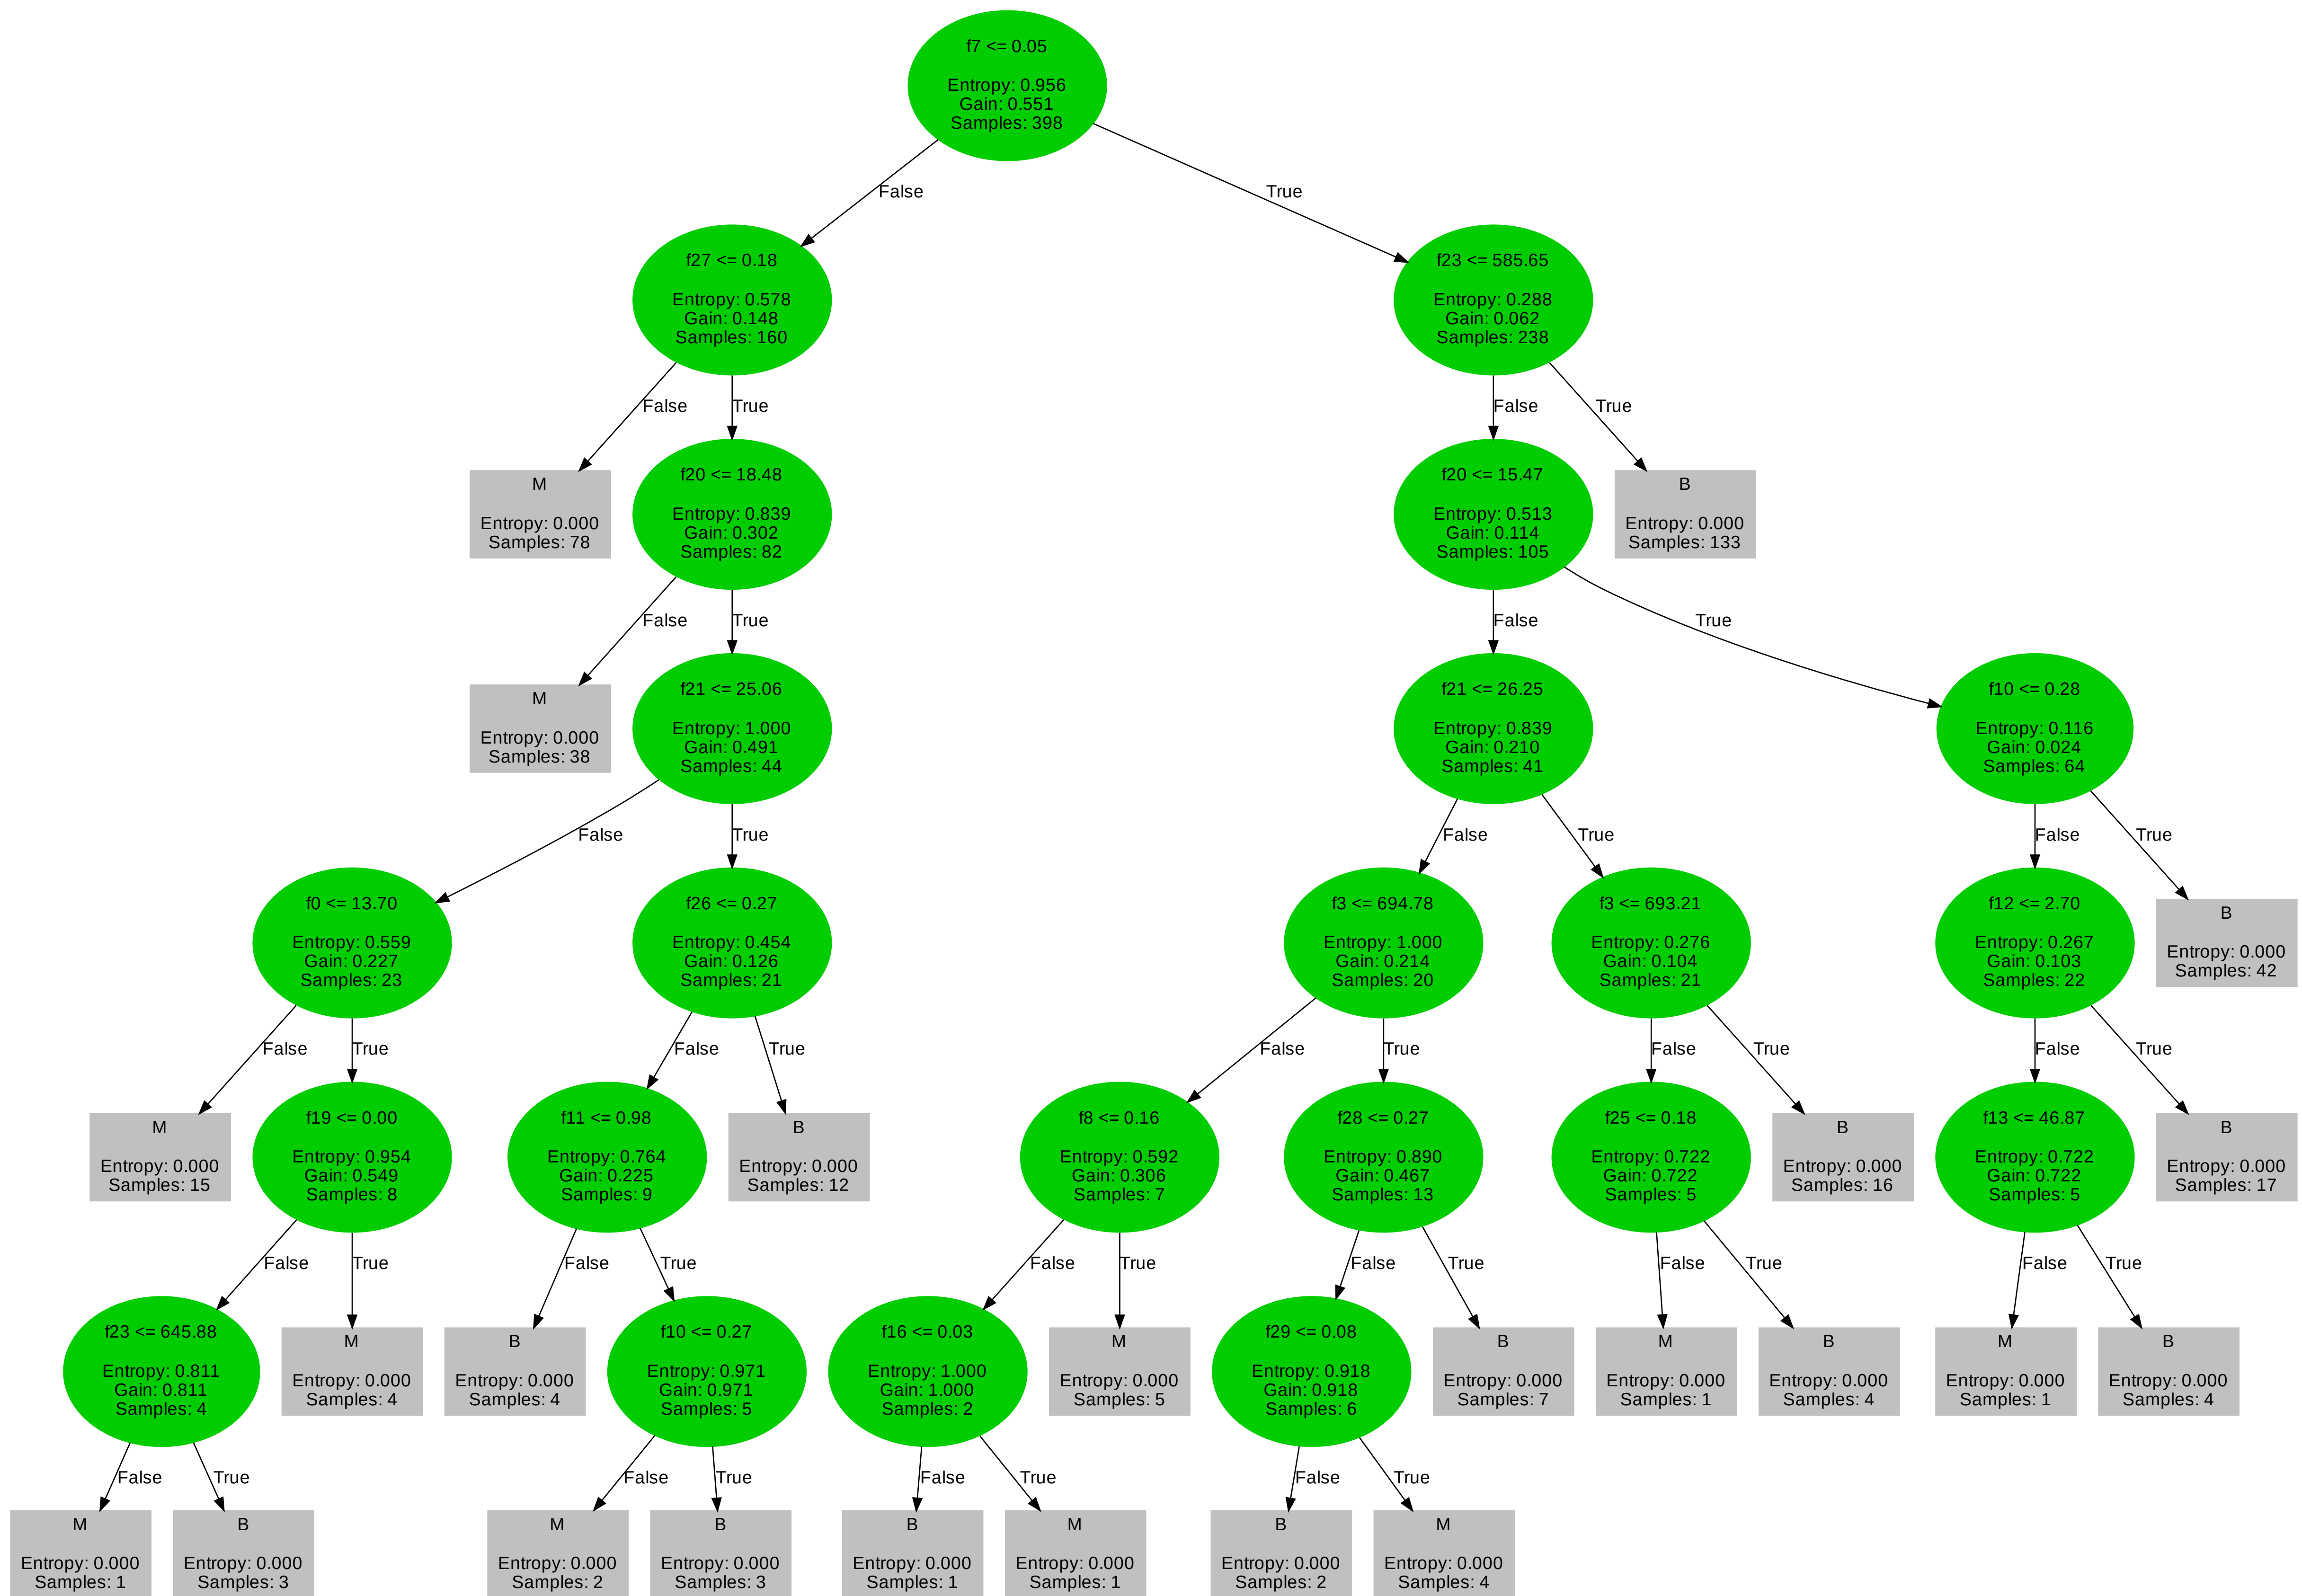 f7 <= 0.05
Entropy: 0.956
Gain: 0.551
Samples: 398
False
True
f27 <= 0.18
Entropy: 0.578
Gain: 0.148
Samples: 160
f23 <= 585.65
Entropy: 0.288
Gain: 0.062
Samples: 238
False
True
False
True
M
Entropy: 0.000
Samples: 78
f20 <= 18.48
Entropy: 0.839
Gain: 0.302
Samples: 82
f20 <= 15.47
Entropy: 0.513
Gain: 0.114
Samples: 105
B
Entropy: 0.000
Samples: 133
False
True
False
True
M
Entropy: 0.000
Samples: 38
f21 <= 25.06
Entropy: 1.000
Gain: 0.491
Samples: 44
f21 <= 26.25
Entropy: 0.839
Gain: 0.210
Samples: 41
f10 <= 0.28
Entropy: 0.116
Gain: 0.024
Samples: 64
False
True
False
True
False
True
f0 <= 13.70
Entropy: 0.559
Gain: 0.227
Samples: 23
f26 <= 0.27
Entropy: 0.454
Gain: 0.126
Samples: 21
f3 <= 694.78
Entropy: 1.000
Gain: 0.214
Samples: 20
f3 <= 693.21
Entropy: 0.276
Gain: 0.104
Samples: 21
f12 <= 2.70
Entropy: 0.267
Gain: 0.103
Samples: 22
B
Entropy: 0.000
Samples: 42
False
True
False
True
False
True
False
True
False
True
M
Entropy: 0.000
Samples: 15
f19 <= 0.00
Entropy: 0.954
Gain: 0.549
Samples: 8
f11 <= 0.98
Entropy: 0.764
Gain: 0.225
Samples: 9
B
Entropy: 0.000
Samples: 12
f8 <= 0.16
Entropy: 0.592
Gain: 0.306
Samples: 7
f28 <= 0.27
Entropy: 0.890
Gain: 0.467
Samples: 13
f25 <= 0.18
Entropy: 0.722
Gain: 0.722
Samples: 5
B
Entropy: 0.000
Samples: 16
f13 <= 46.87
Entropy: 0.722
Gain: 0.722
Samples: 5
B
Entropy: 0.000
Samples: 17
False
True
False
True
False
True
False
True
False
True
False
True
f23 <= 645.88
Entropy: 0.811
Gain: 0.811
Samples: 4
M
Entropy: 0.000
Samples: 4
B
Entropy: 0.000
Samples: 4
f10 <= 0.27
Entropy: 0.971
Gain: 0.971
Samples: 5
f16 <= 0.03
Entropy: 1.000
Gain: 1.000
Samples: 2
M
Entropy: 0.000
Samples: 5
f29 <= 0.08
Entropy: 0.918
Gain: 0.918
Samples: 6
B
Entropy: 0.000
Samples: 7
M
Entropy: 0.000
Samples: 1
B
Entropy: 0.000
Samples: 4
M
Entropy: 0.000
Samples: 1
B
Entropy: 0.000
Samples: 4
False
True
False
True
False
True
False
True
M
Entropy: 0.000
Samples: 1
B
Entropy: 0.000
Samples: 3
M
Entropy: 0.000
Samples: 2
B
Entropy: 0.000
Samples: 3
B
Entropy: 0.000
Samples: 1
M
Entropy: 0.000
Samples: 1
B
Entropy: 0.000
Samples: 2
M
Entropy: 0.000
Samples: 4